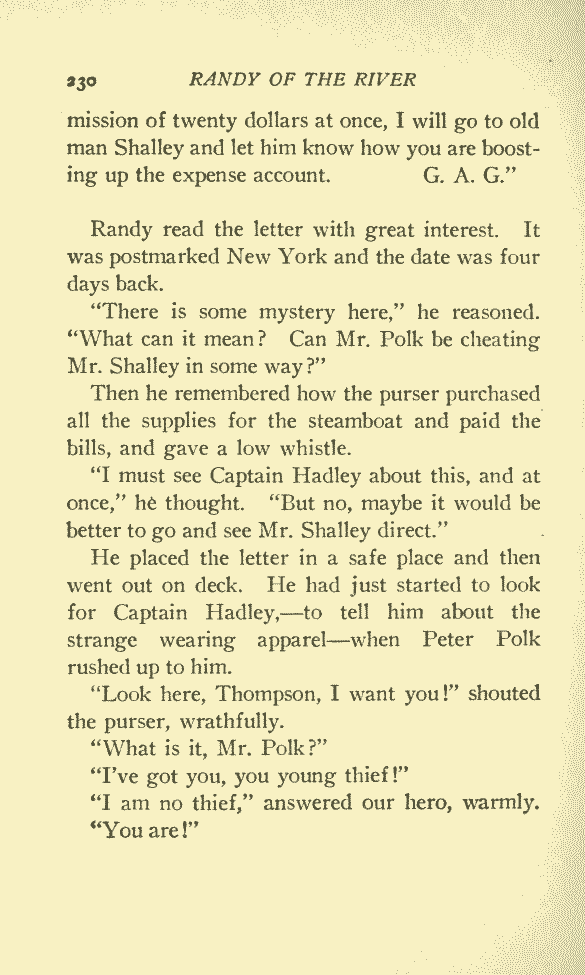 230 RANDY OF THE RIVER
mission of twenty dollars at once, I will go to old
man Shalley and let him know how you are boost-
ing up the expense account. G. A. G."
Randy read the letter with great interest. It
was postmarked New York and the date was four
days back.
"There is some mystery here," he reasoned.
"What can it mean? Can Mr. Polk be cheating
Mr. Shalley in some way?"
Then he remembered how the purser purchased
all the supplies for the steamboat and paid the
bills, and gave a low whistle.
"I must see Captain Hadley about this, and at
once," he thought. "But no, maybe it would be
better to go and see Mr. Shalley direct."
He placed the letter in a safe place and then
went out on deck. He had just started to look
for Captain Hadley,—to tell him about the
strange wearing apparel—when Peter Polk
rushed up to him.
"Look here, Thompson, I want you!" shouted
the purser, wrathfully.
"What is it, Mr. Polk?"
"I've got you, you young thief!"
"I am no thief," answered our hero, warmly.
"You are!"